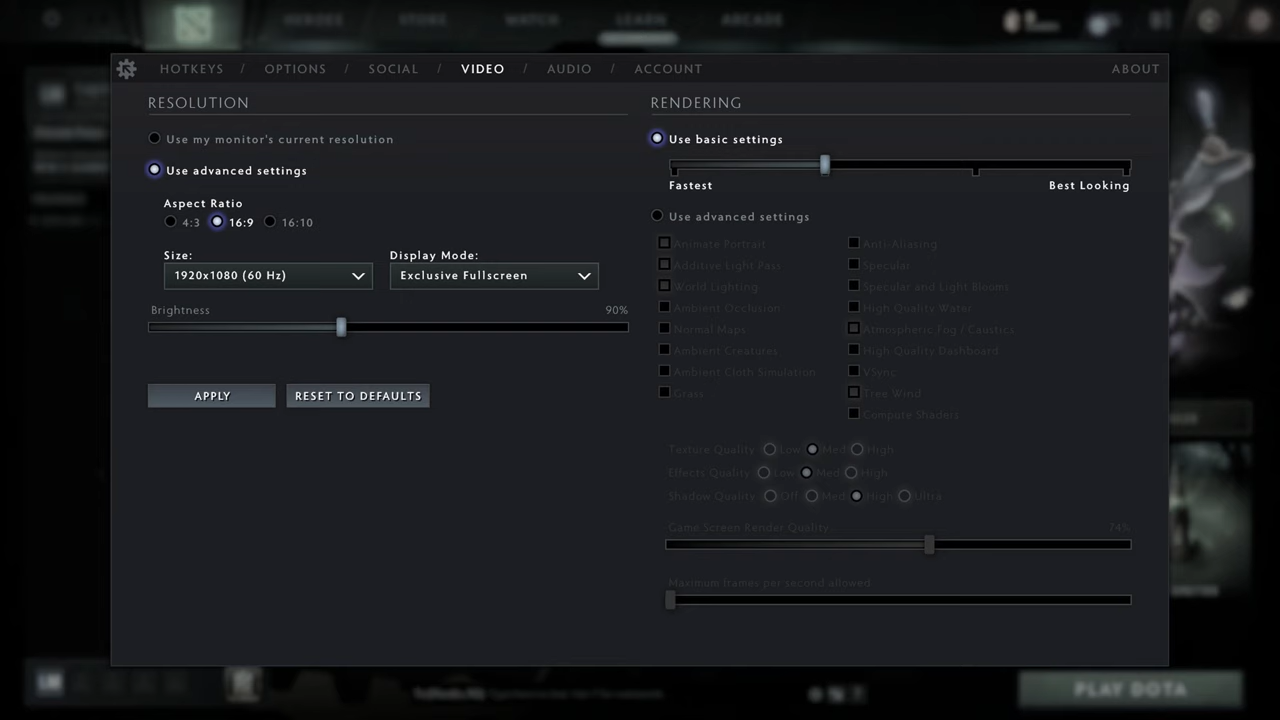 HEROES STORE WATCH LEARN ARCADE
HOTKEYS / OPTIONS / SOCIAL / VIDEO / AUDIO / ACCOUNT ABOUT
RESOLUTION
Use my monitor's current resolution
Use advanced settings
Aspect Ratio
4:3 16:9 16:10
Size: Display Mode:
1920x1080 (60 Hz) Exclusive Fullscreen
Brightness 90%
APPLY RESET TO DEFAULTS
RENDERING
Use basic settings
Fastest Best Looking
Use advanced settings
Animate Portrait Anti-Aliasing
Additive Light Pass Specular
World Lighting Specular and Light Blooms
Ambient Occlusion High Quality Water
Normal Maps Atmospheric Fog / Caustics
Ambient Creatures High Quality Dashboard
Ambient Cloth Simulation VSync
Grass Tree Wind
Compute Shaders
Texture Quality Low Med High
Effects Quality Low Med High
Shadow Quality Off Med High Ultra
Game Screen Render Quality 74%
Maximum frames per second allowed
PLAY DOTA